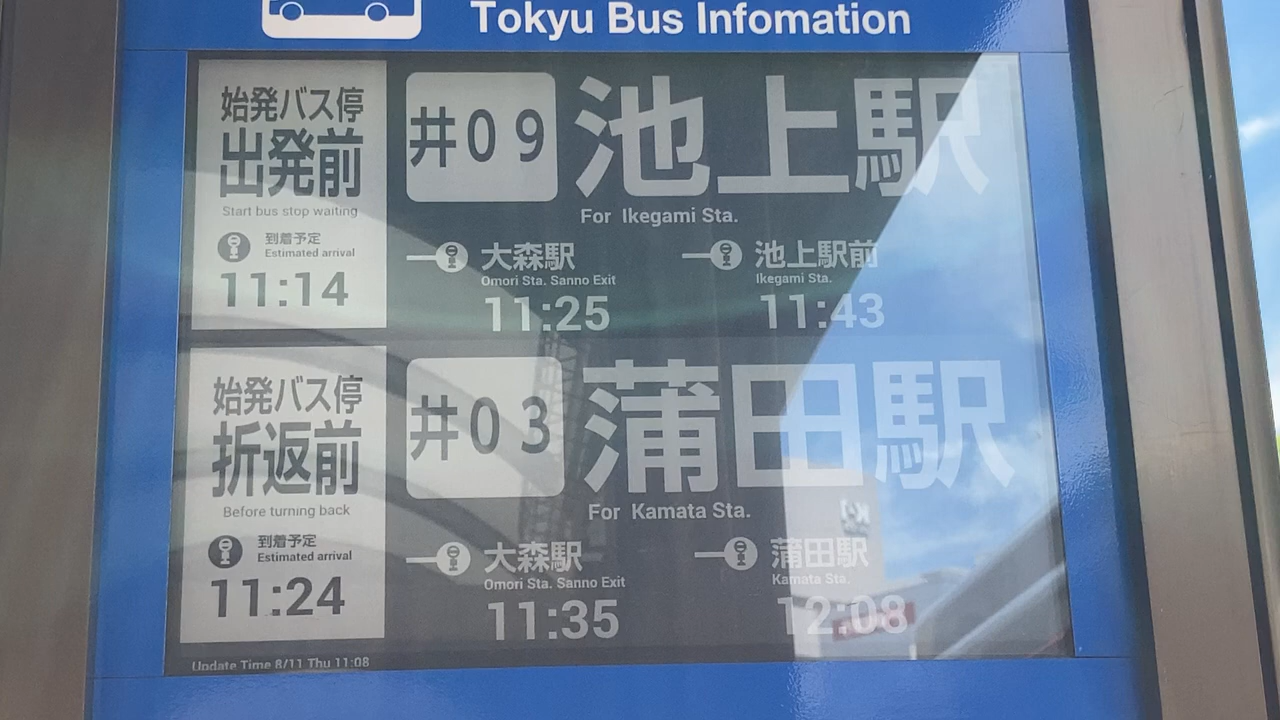 Tokyu Bus Infomation
始発バス停
出発前
Start bus stop waiting
到着予定
Estimated arrival
11:14
井09
池上駅
For Ikegami Sta.
大森駅
Omori Sta. Sanno Exit
11:25
池上駅前
Ikegami Sta.
11:43
始発バス停
折返前
Before turning back
到着予定
Estimated arrival
11:24
井03
蒲田駅
For Kamata Sta.
大森駅
Omori Sta. Sanno Exit
11:35
蒲田駅
Kamata Sta.
12:08
Update Time 8/11 Thu 11:08